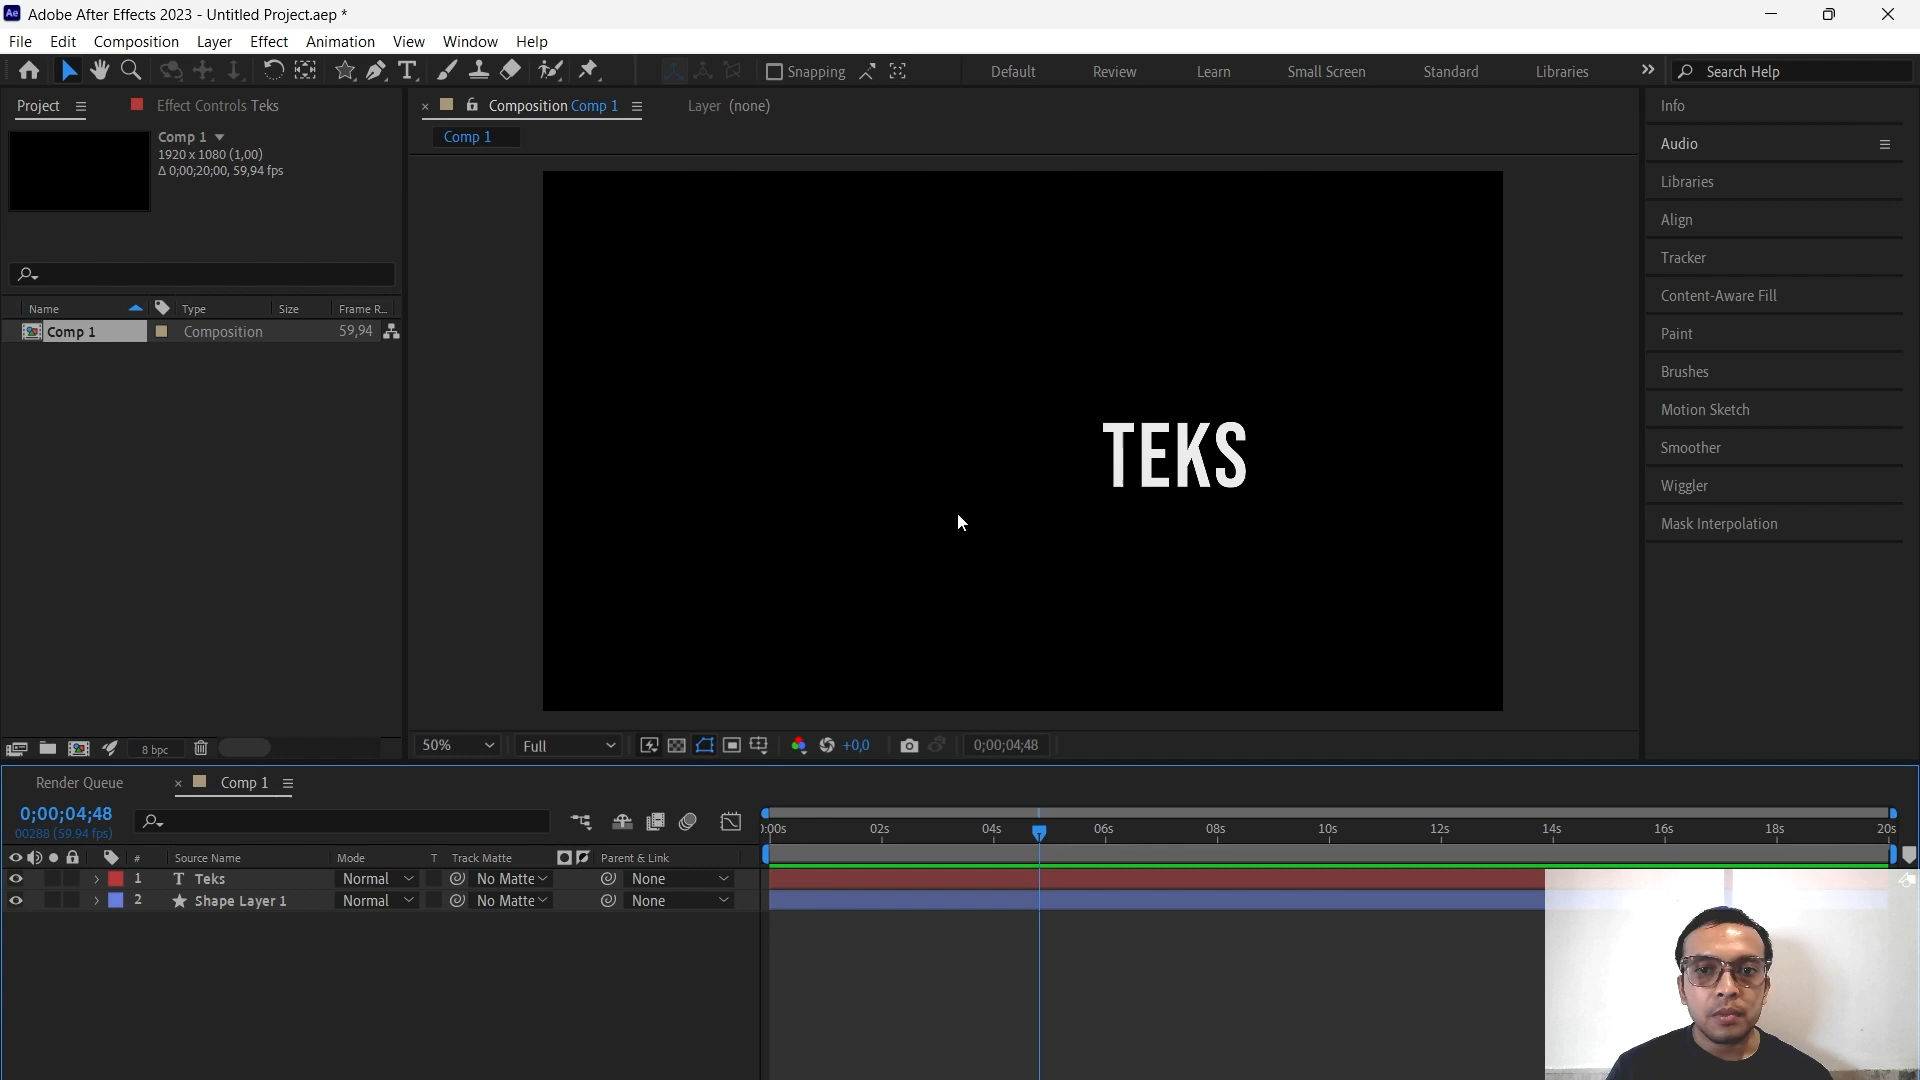 Ae Adobe After Effects 2023 - Untitled Project.aep *
File Edit Composition Layer Effect Animation View Window Help
Snapping Default Review Learn Small Screen Standard Libraries Search Help
Project Effect Controls Teks
Composition Comp 1 Layer (none)
Comp 1
Comp 1
1920 x 1080 (1,00)
Δ 0;00;20;00, 59,94 fps
Name Type Size Frame R...
Comp 1 Composition 59,94
TEKS
Info
Audio
Libraries
Align
Tracker
Content-Aware Fill
Paint
Brushes
Motion Sketch
Smoother
Wiggler
Mask Interpolation
8 bpc
50% Full +0,0 0;00;04;48
Render Queue Comp 1
0;00;04;48
00288 (59.94 fps)
):00s 02s 04s 06s 08s 10s 12s 14s 16s 18s 20s
# Source Name Mode T Track Matte Parent & Link
1 T Teks Normal No Matte None
2 Shape Layer 1 Normal No Matte None